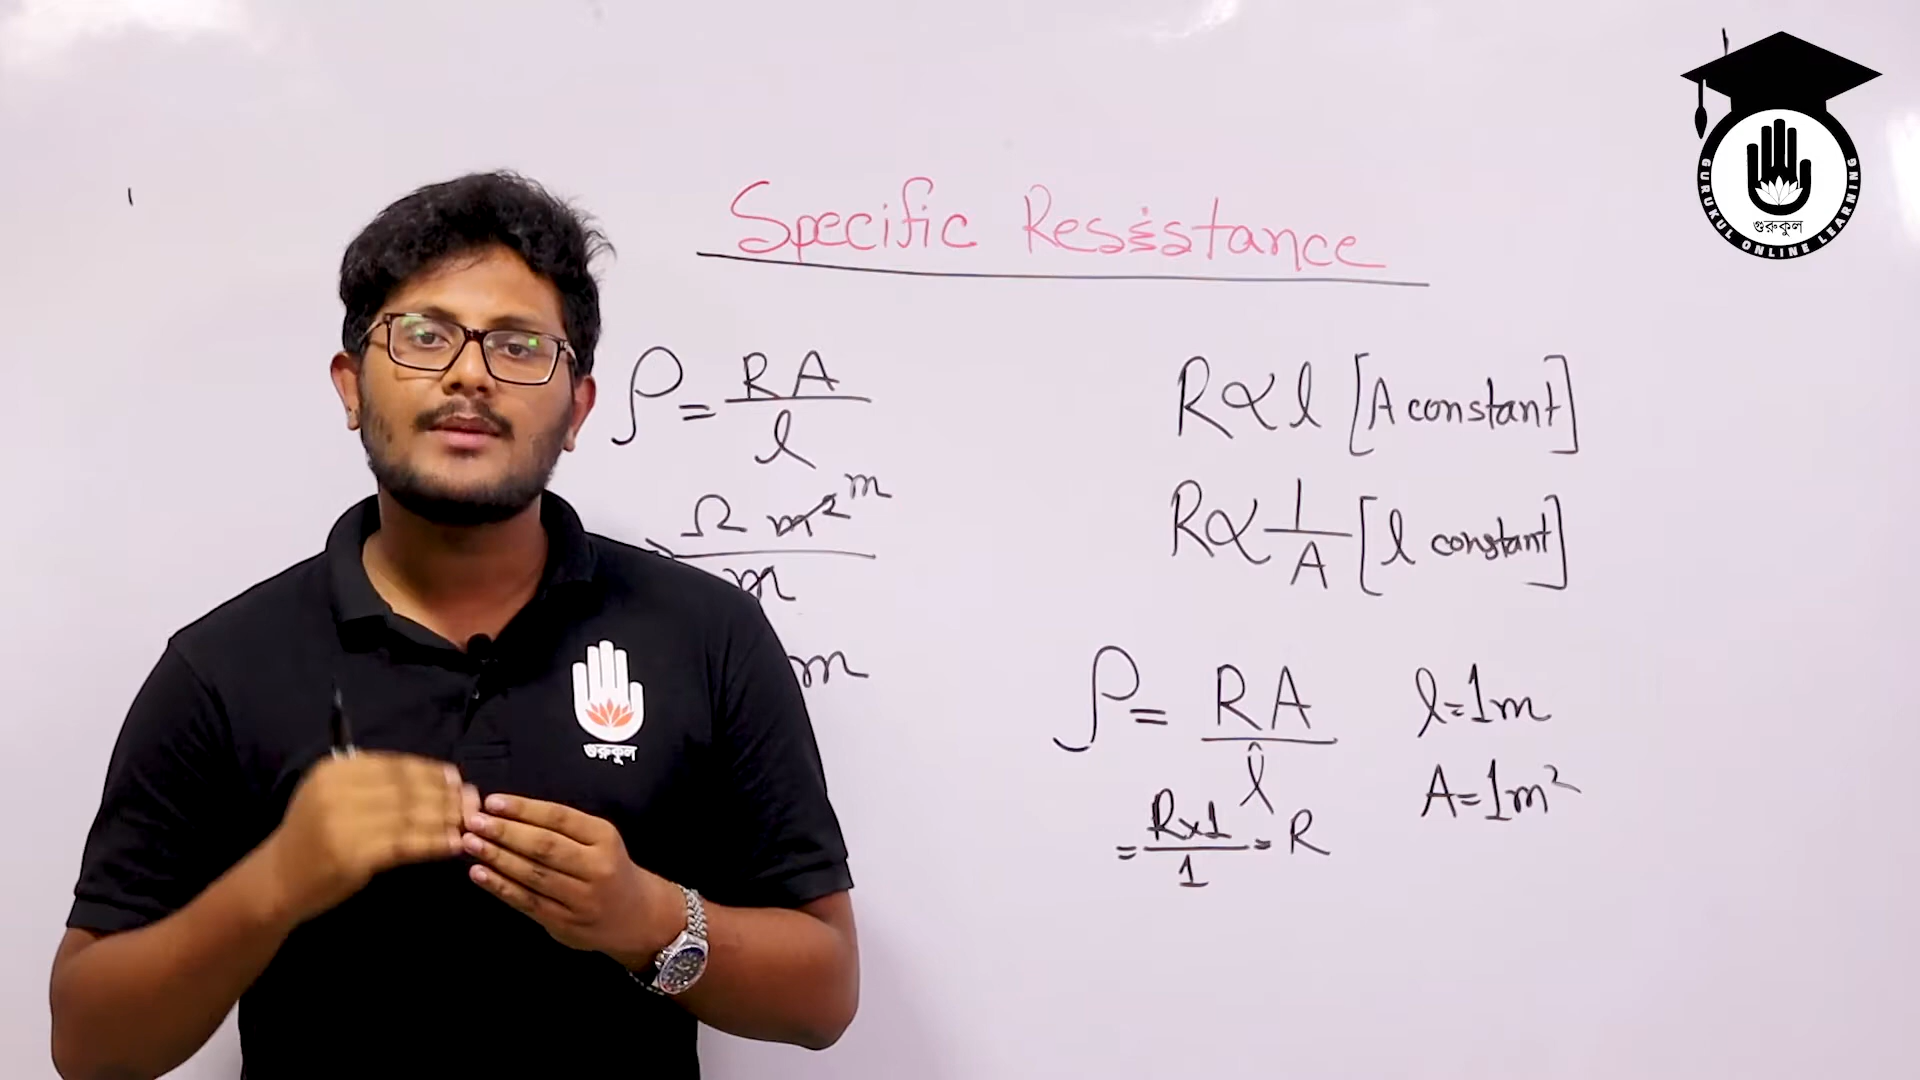 Specific Resistance
ρ = RA / l
Ω m² m
m
m
R ∝ l [A constant]
R ∝ 1/A [l constant]
ρ = RA / l
l = 1m
A = 1m²
= R×1 / 1 = R
গুরুকুল
GURUKUL ONLINE LEARNING
গুরুকুল